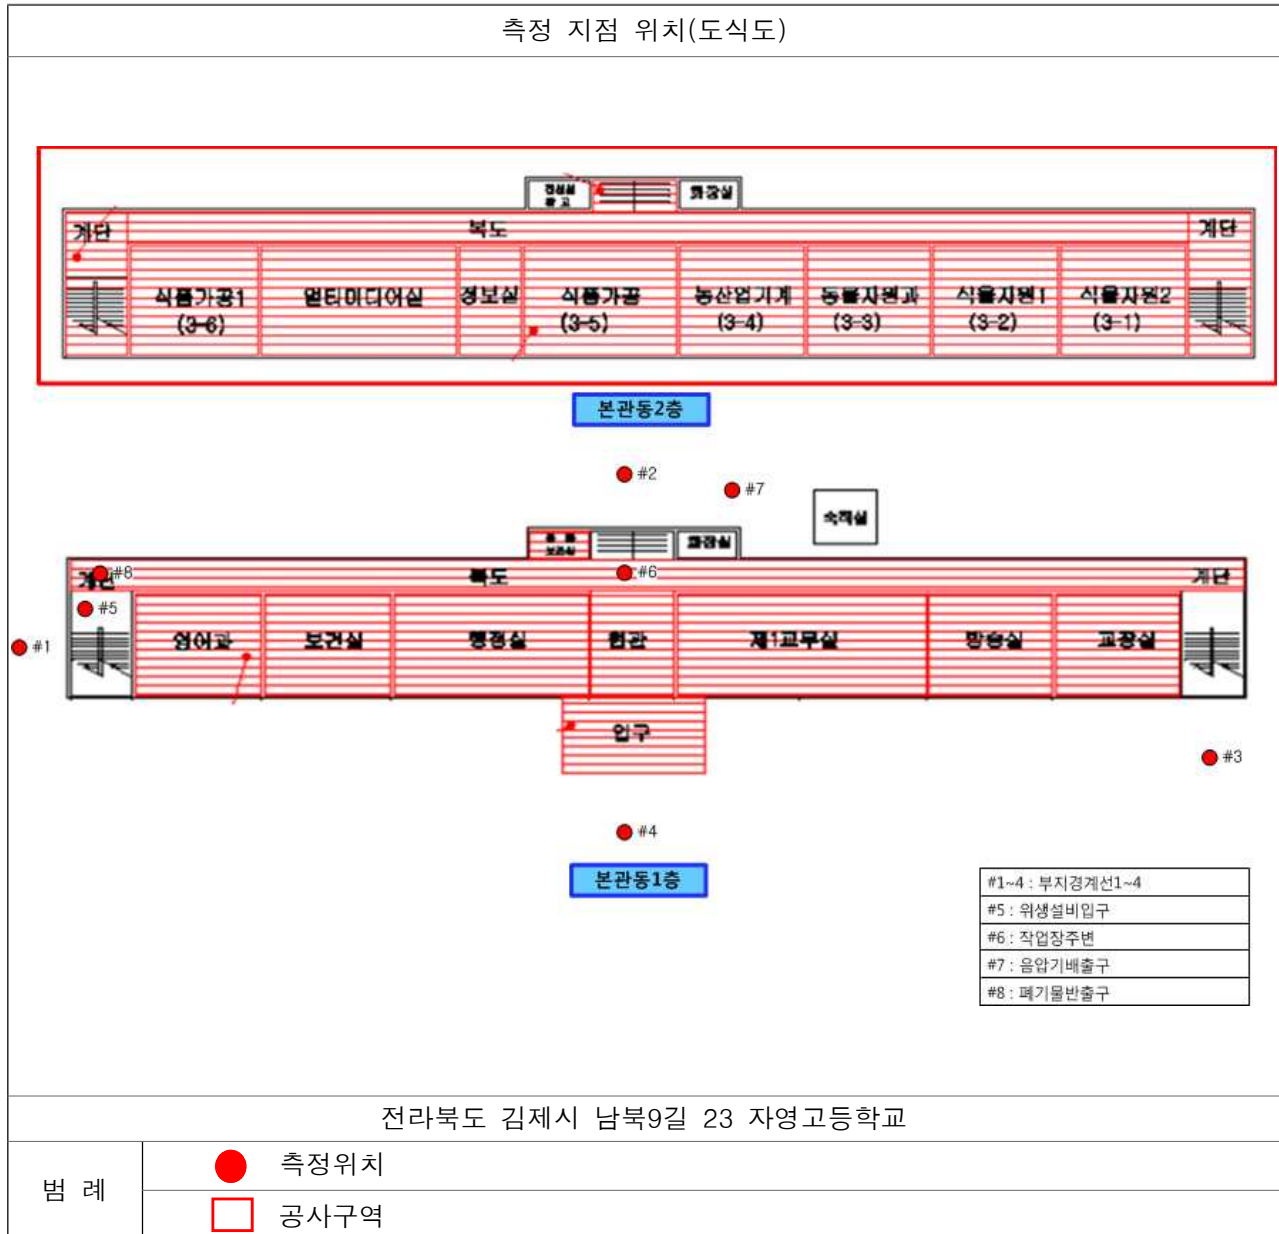 측정 지점 위치(도식도)
화장실
계단
복도
계단
식품가공1
멀티미디어실
정보실
식품가공
농산업기계
동물자원과
식물자원1
식물자원2
(3-6)
(3-5)
(3-4)
(3-3)
(3-2)
(3-1)
본관동2층
#2
#7
숙직실
화장실
계단
#8
복도
#6
계단
#5
#1
영어과
보건실
행정실
현관
제1교무실
방송실
교장실
입구
#3
#4
본관동1층
#1~4 : 부지경계선1~4
#5 : 위생설비입구
#6 : 작업장주변
#7 : 음압기배출구
#8 : 폐기물반출구
전라북도 김제시 남북9길 23 자영고등학교
범 례
측정위치
공사구역